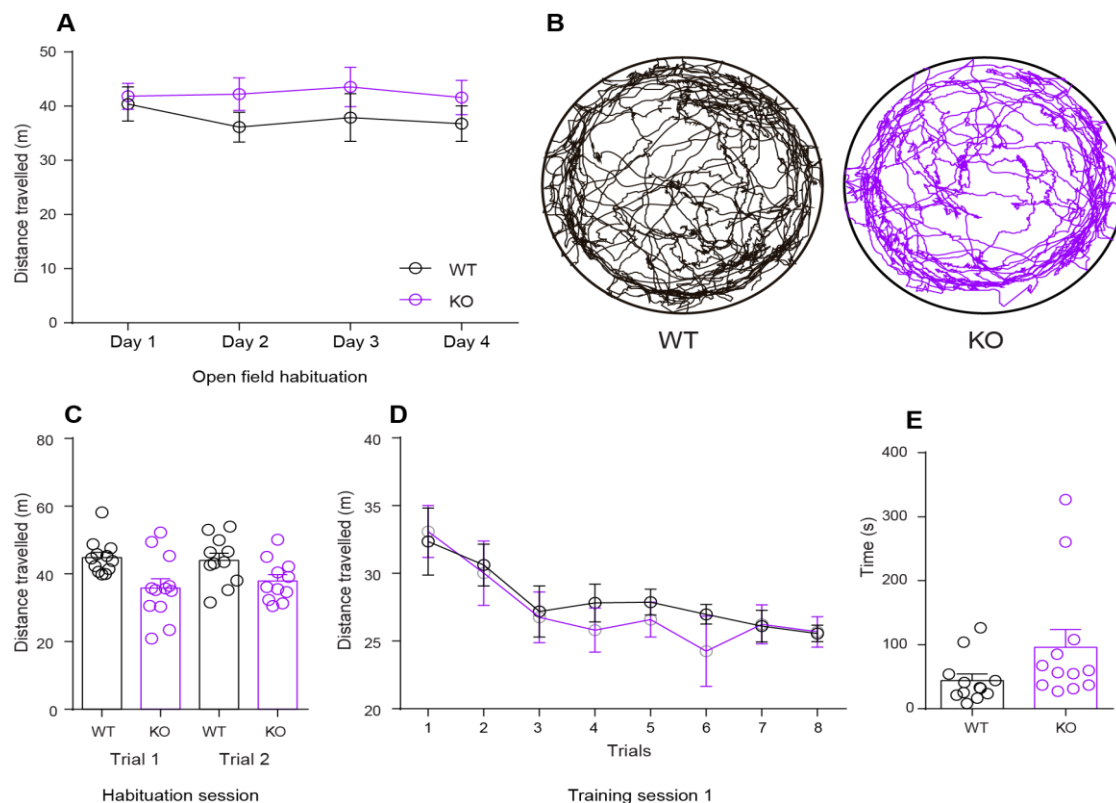 A
Distance travelled (m)
50
40
30
20
10
0
WT
KO
Day 1 Day 2 Day 3 Day 4
Open field habituation
B
WT KO
C
Distance travelled (m)
80
60
40
20
0
WT KO WT KO
Trial 1 Trial 2
Habituation session
D
Distance travelled (m)
40
35
30
25
20
1 2 3 4 5 6 7 8
Trials
Training session 1
E
Time (s)
400
300
200
100
0
WT KO